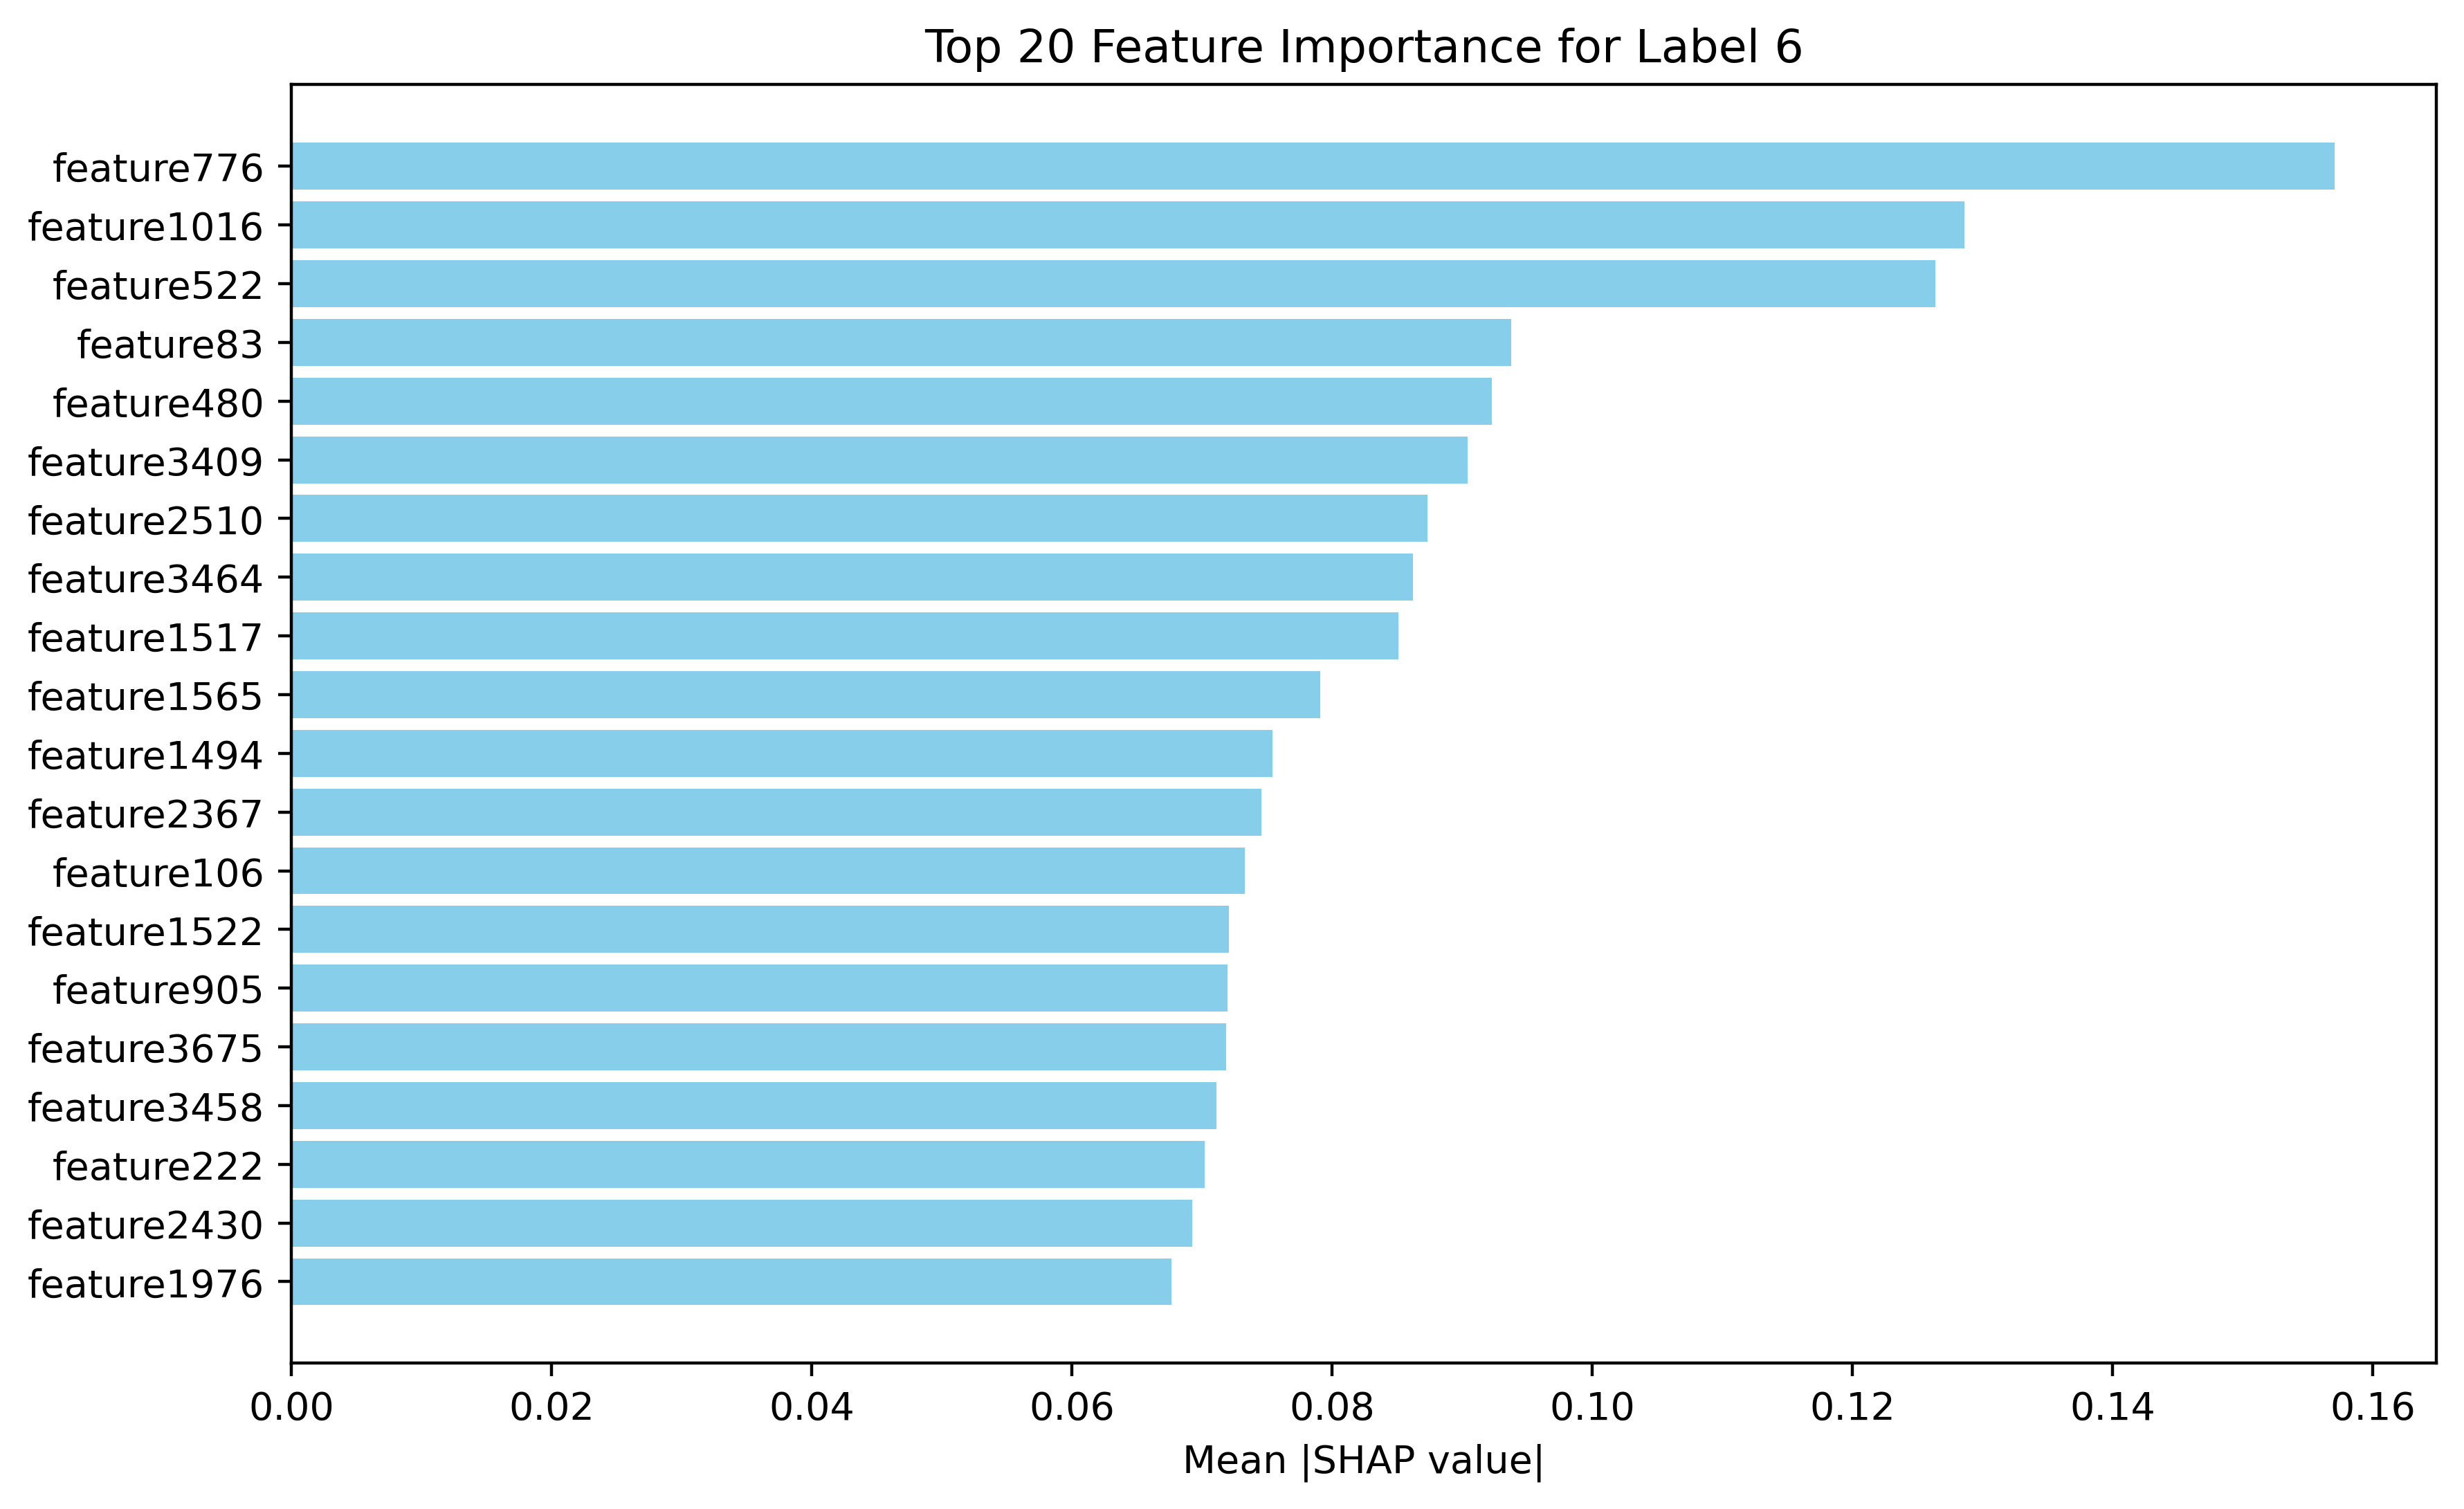 Top 20 Feature Importance for Label 6
feature776
feature1016
feature522
feature83
feature480
feature3409
feature2510
feature3464
feature1517
feature1565
feature1494
feature2367
feature106
feature1522
feature905
feature3675
feature3458
feature222
feature2430
feature1976
0.00 0.02 0.04 0.06 0.08 0.10 0.12 0.14 0.16
Mean |SHAP value|